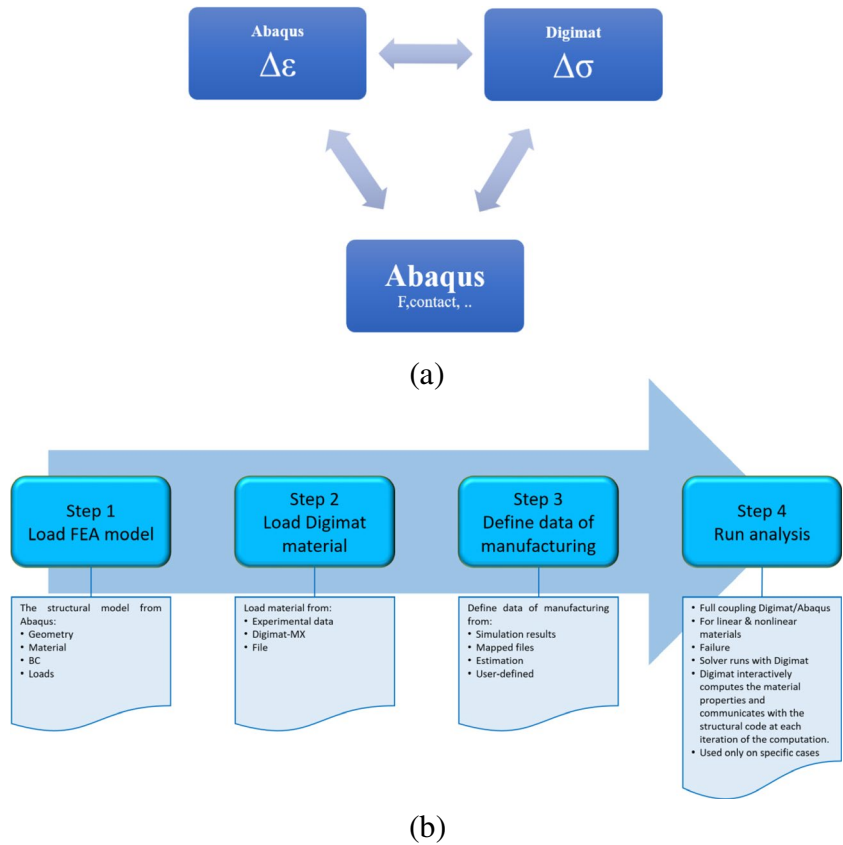 Abaqus
Δε
Digimat
Δσ
Abaqus
F,contact, ..
(a)
Step 1
Load FEA model
Step 2
Load Digimat
material
Step 3
Define data of
manufacturing
Step 4
Run analysis
The structural model from
Abaqus:
• Geometry
• Material
• BC
• Loads
Load material from:
• Experimental data
• Digimat-MX
• File
Define data of manufacturing
from:
• Simulation results
• Mapped files
• Estimation
• User-defined
• Full coupling Digimat/Abaqus
• For linear & nonlinear
materials
• Failure
• Solver runs with Digimat
• Digimat interactively
computes the material
properties and
communicates with the
structural code at each
iteration of the computation.
• Used only on specific cases
(b)